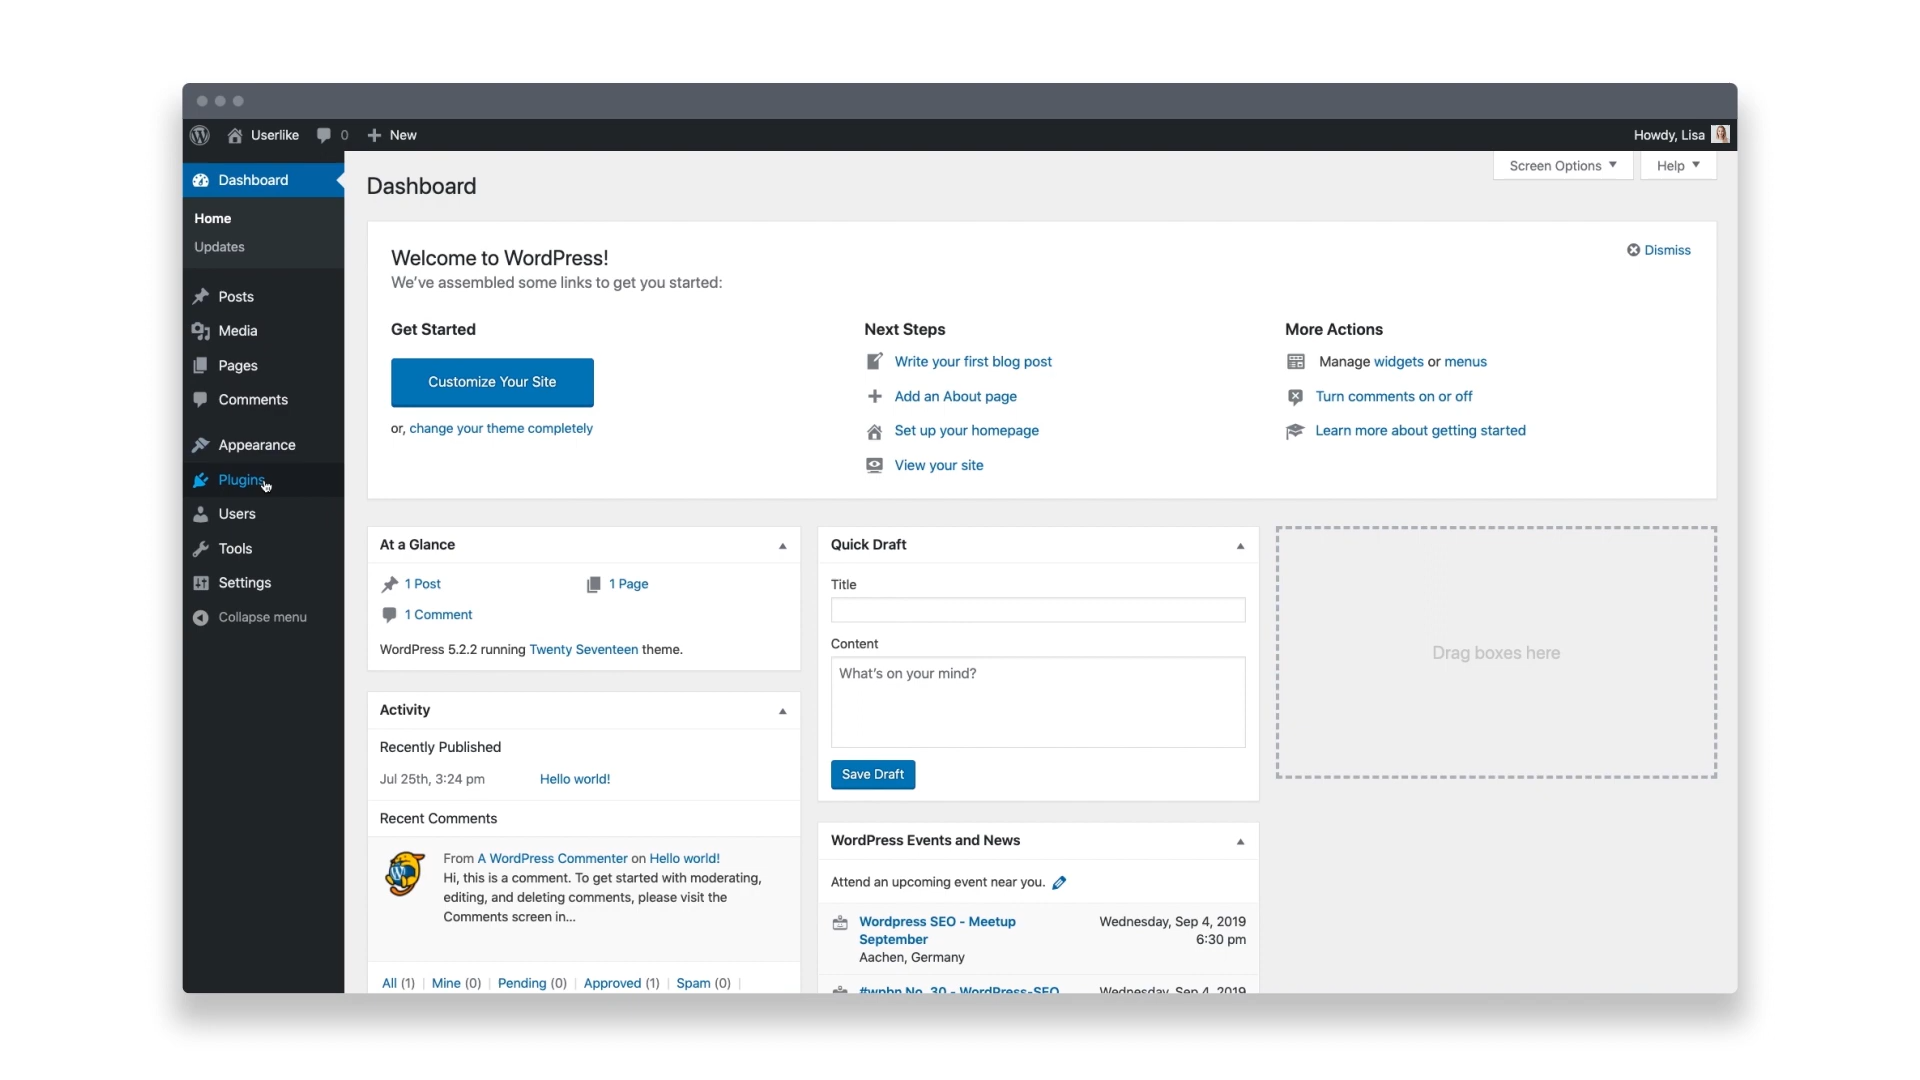 Userlike
0
New
Howdy, Lisa
Dashboard
Home
Updates
Posts
Media
Pages
Comments
Appearance
Plugins
Users
Tools
Settings
Collapse menu
Dashboard
Screen Options
Help
Welcome to WordPress!
We’ve assembled some links to get you started:
Dismiss
Get Started
Customize Your Site
or, change your theme completely
Next Steps
Write your first blog post
Add an About page
Set up your homepage
View your site
More Actions
Manage widgets or menus
Turn comments on or off
Learn more about getting started
At a Glance
1 Post
1 Page
1 Comment
WordPress 5.2.2 running Twenty Seventeen theme.
Activity
Recently Published
Jul 25th, 3:24 pm
Hello world!
Recent Comments
From A WordPress Commenter on Hello world!
Hi, this is a comment. To get started with moderating,
editing, and deleting comments, please visit the
Comments screen in...
All (1) | Mine (0) | Pending (0) | Approved (1) | Spam (0) |
Quick Draft
Title
Content
What’s on your mind?
Save Draft
WordPress Events and News
Attend an upcoming event near you.
Wordpress SEO - Meetup
September
Aachen, Germany
Wednesday, Sep 4, 2019
6:30 pm
#wpbn No. 30 - WordPress-SEO
Wednesday, Sep 4, 2019
Drag boxes here